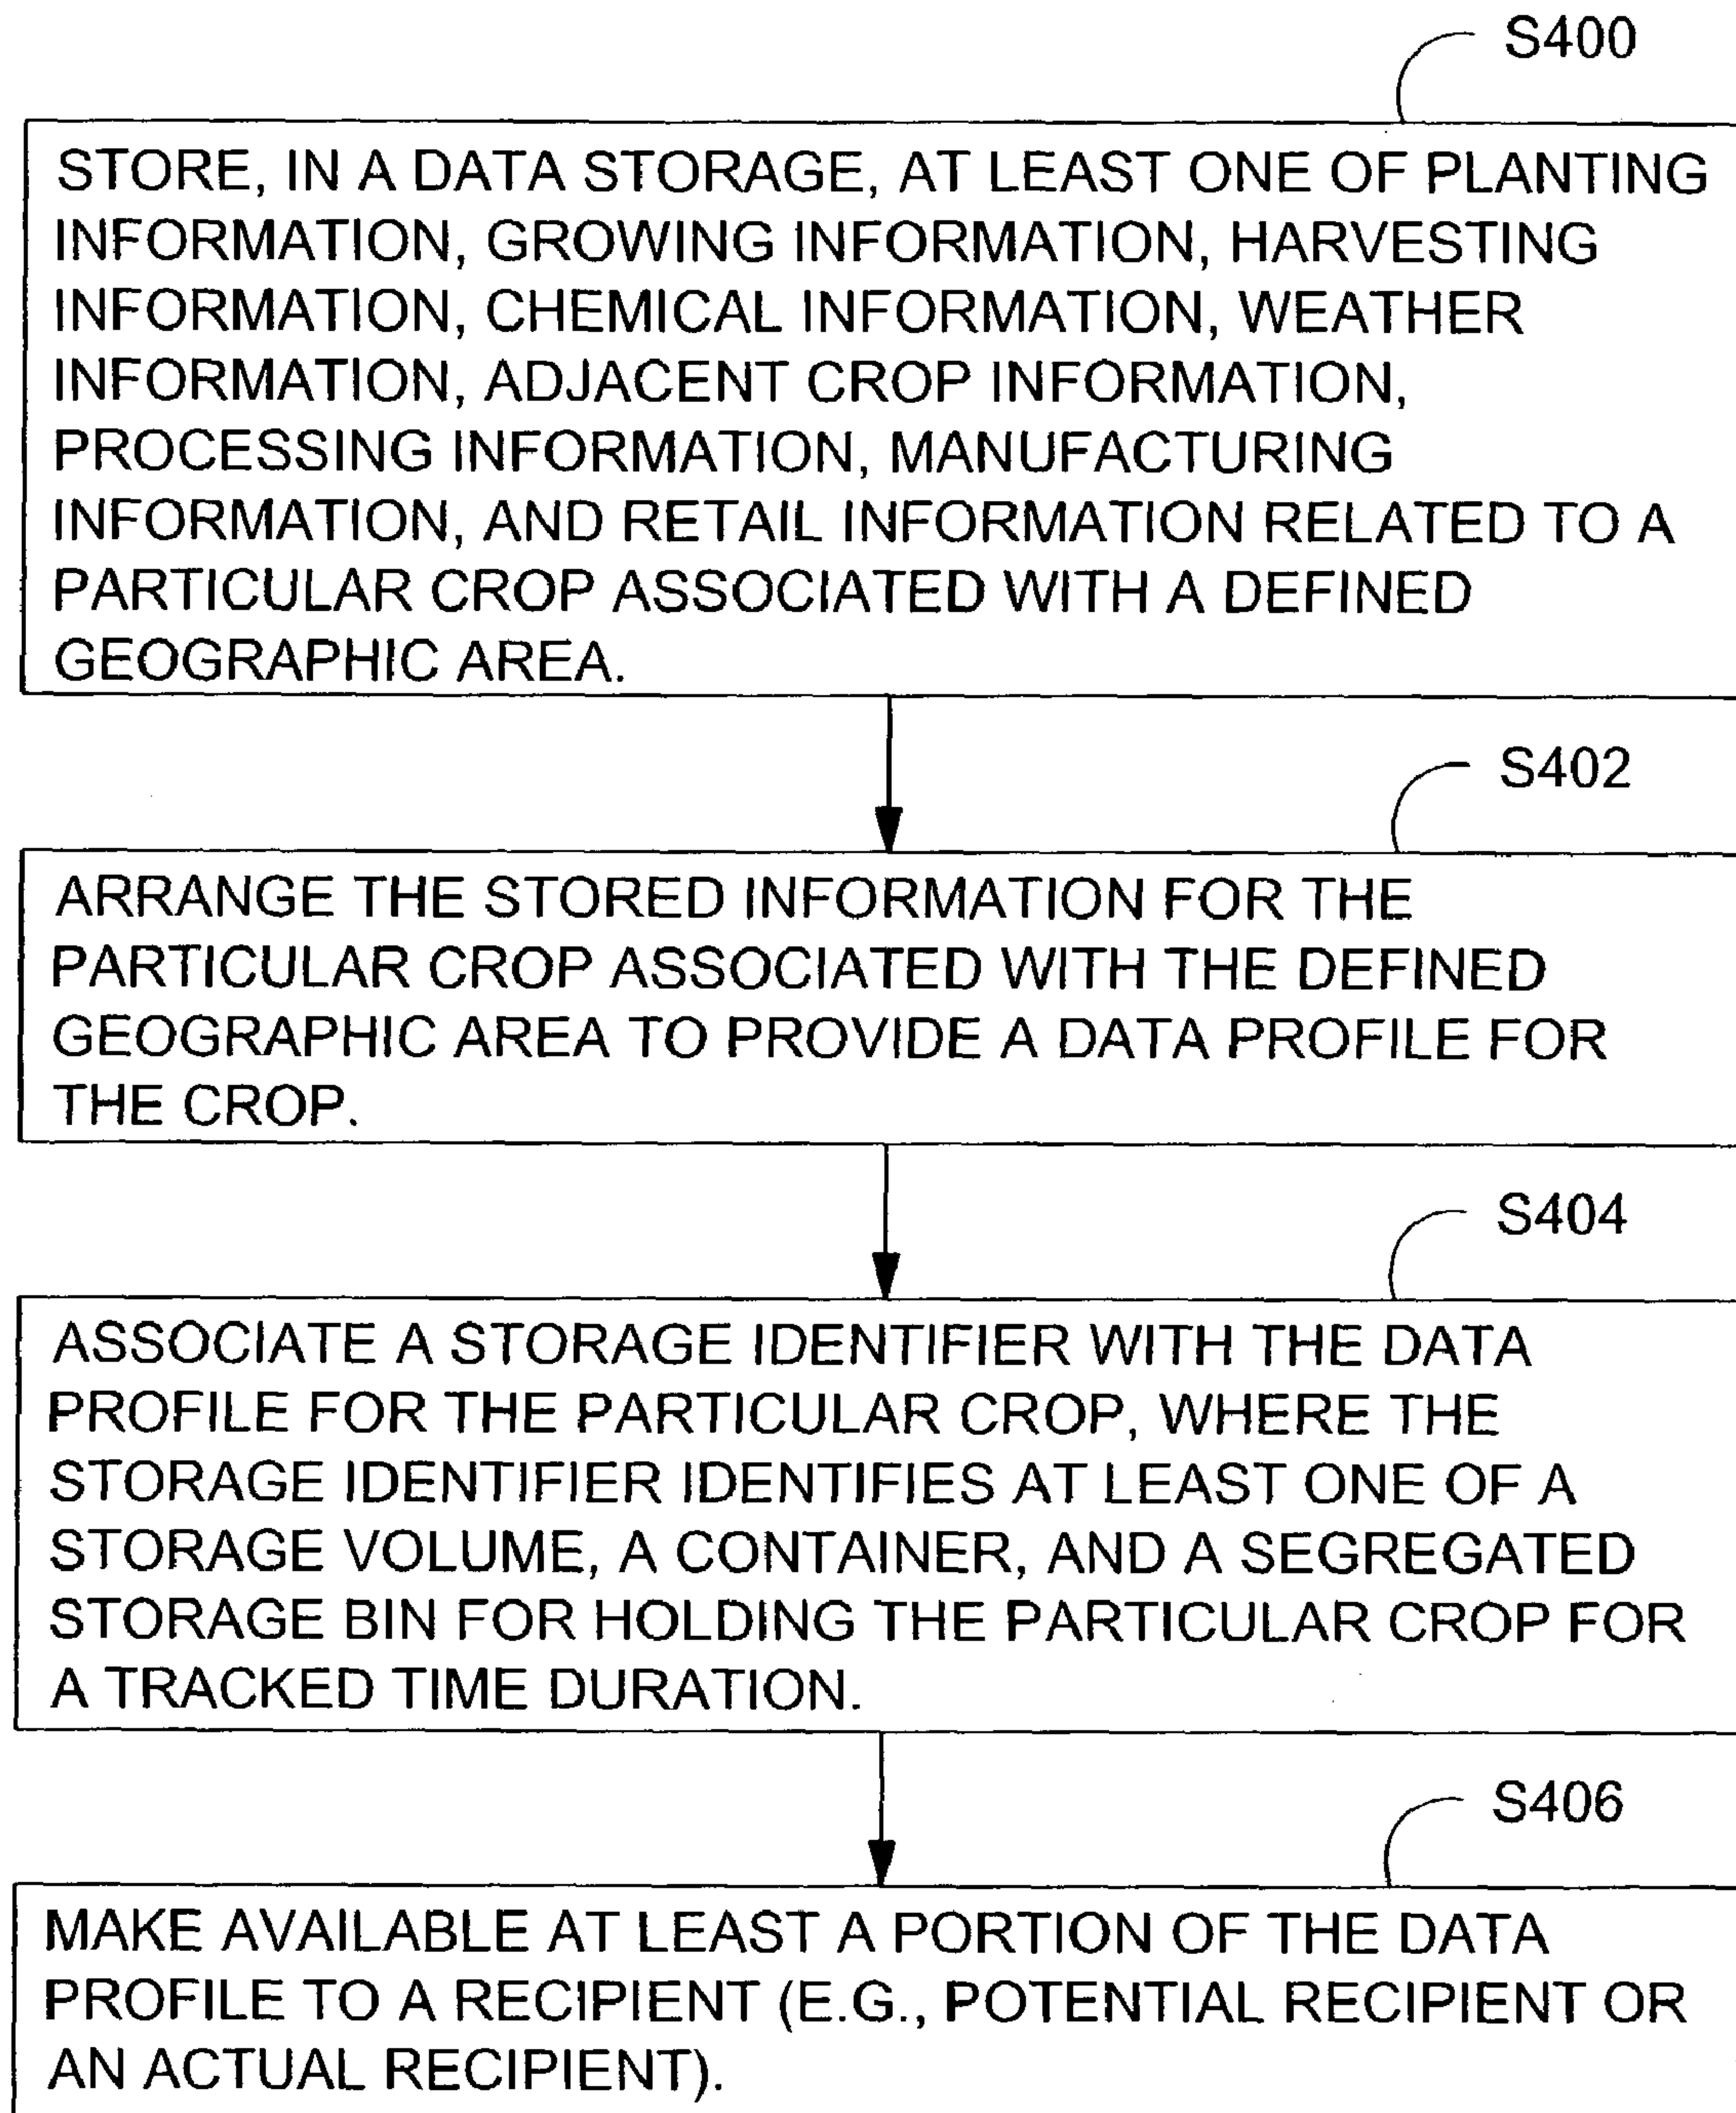 S400
STORE, IN A DATA STORAGE, AT LEAST ONE OF PLANTING
INFORMATION, GROWING INFORMATION, HARVESTING
INFORMATION, CHEMICAL INFORMATION, WEATHER
INFORMATION, ADJACENT CROP INFORMATION,
PROCESSING INFORMATION, MANUFACTURING
INFORMATION, AND RETAIL INFORMATION RELATED TO A
PARTICULAR CROP ASSOCIATED WITH A DEFINED
GEOGRAPHIC AREA.
S402
ARRANGE THE STORED INFORMATION FOR THE
PARTICULAR CROP ASSOCIATED WITH THE DEFINED
GEOGRAPHIC AREA TO PROVIDE A DATA PROFILE FOR
THE CROP.
S404
ASSOCIATE A STORAGE IDENTIFIER WITH THE DATA
PROFILE FOR THE PARTICULAR CROP, WHERE THE
STORAGE IDENTIFIER IDENTIFIES AT LEAST ONE OF A
STORAGE VOLUME, A CONTAINER, AND A SEGREGATED
STORAGE BIN FOR HOLDING THE PARTICULAR CROP FOR
A TRACKED TIME DURATION.
S406
MAKE AVAILABLE AT LEAST A PORTION OF THE DATA
PROFILE TO A RECIPIENT (E.G., POTENTIAL RECIPIENT OR
AN ACTUAL RECIPIENT).